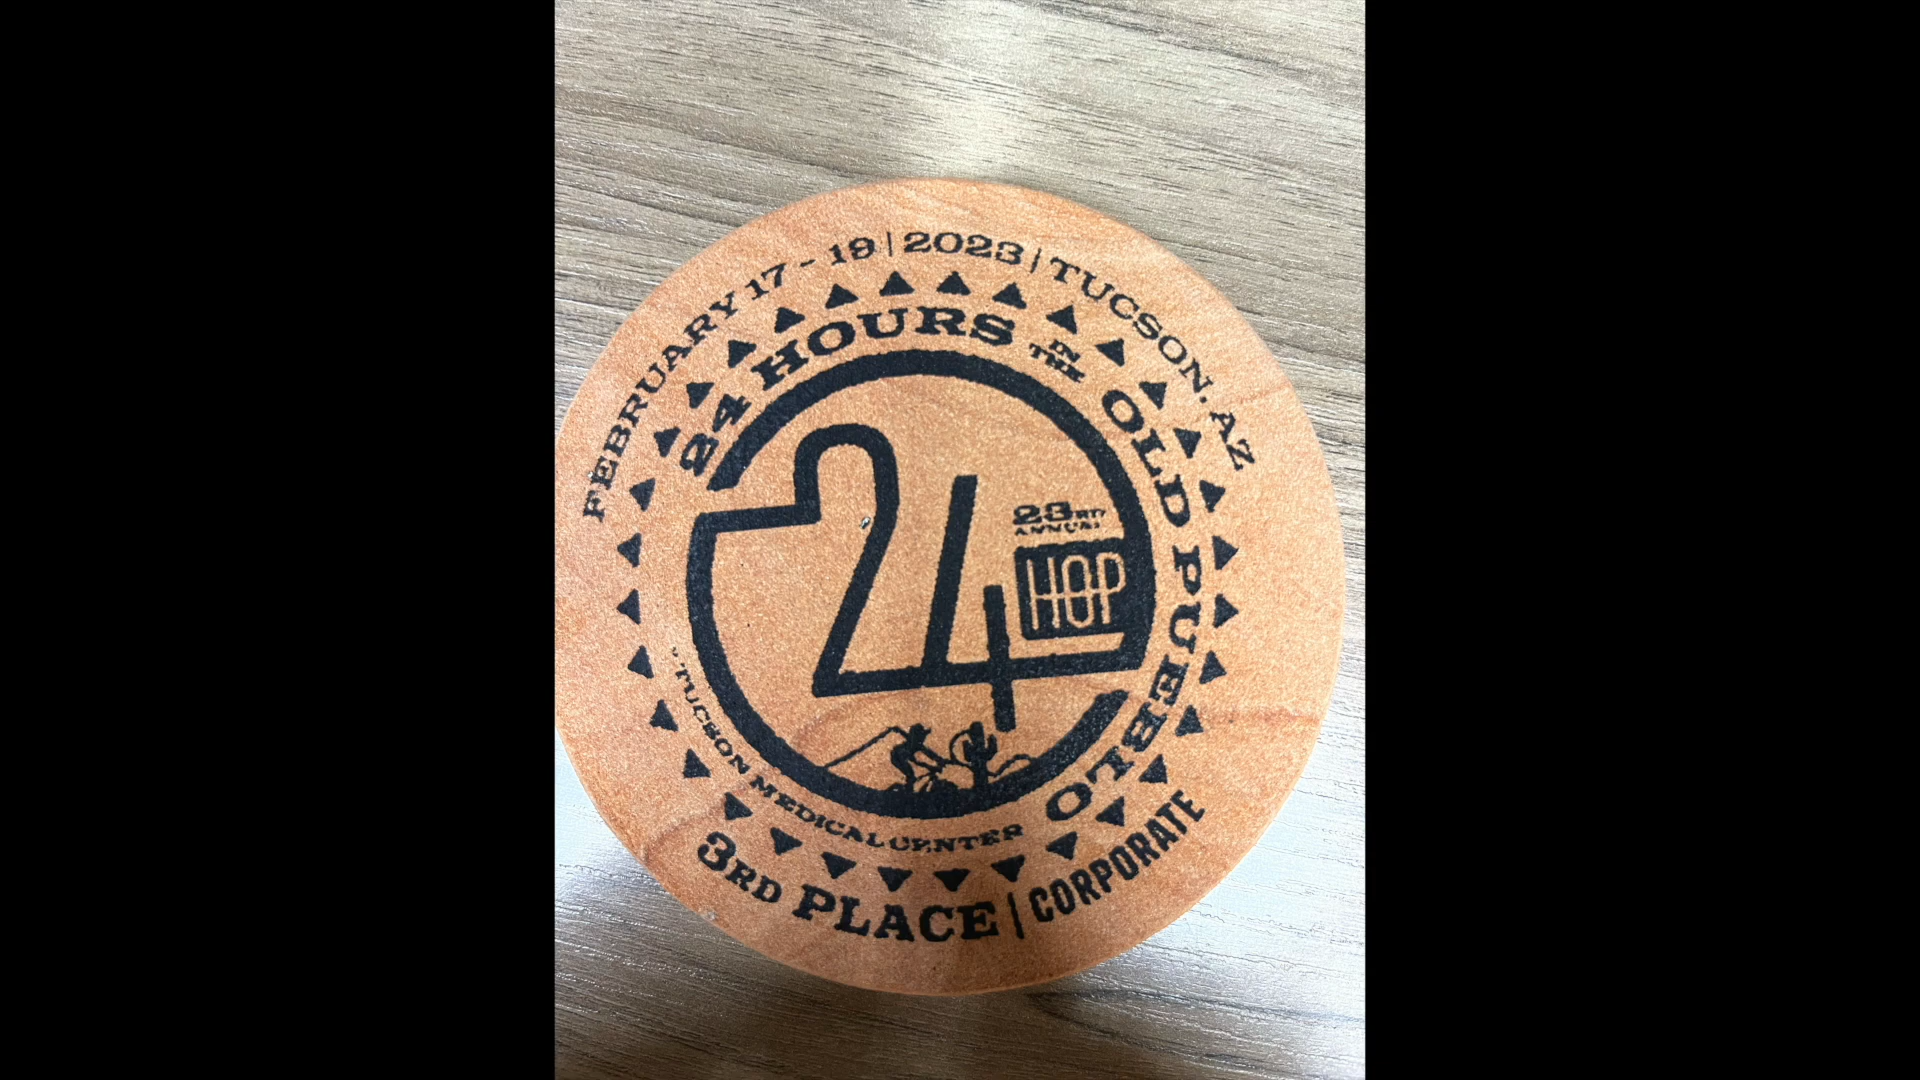 FEBRUARY 17 - 19 | 2023 | TUCSON, AZ
24 HOURS IN THE OLD PUEBLO
24
23RD
ANNUAL
HOP
TUCSON MEDICAL CENTER
3RD PLACE | CORPORATE